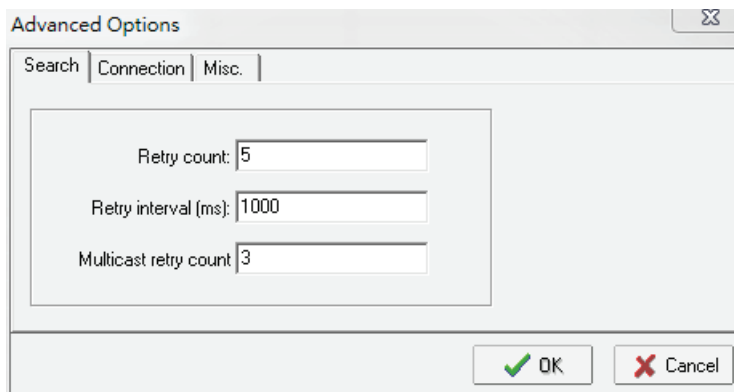 Advanced Options
Search Connection Misc.
Retry count: 5
Retry interval (ms): 1000
Multicast retry count 3
OK Cancel